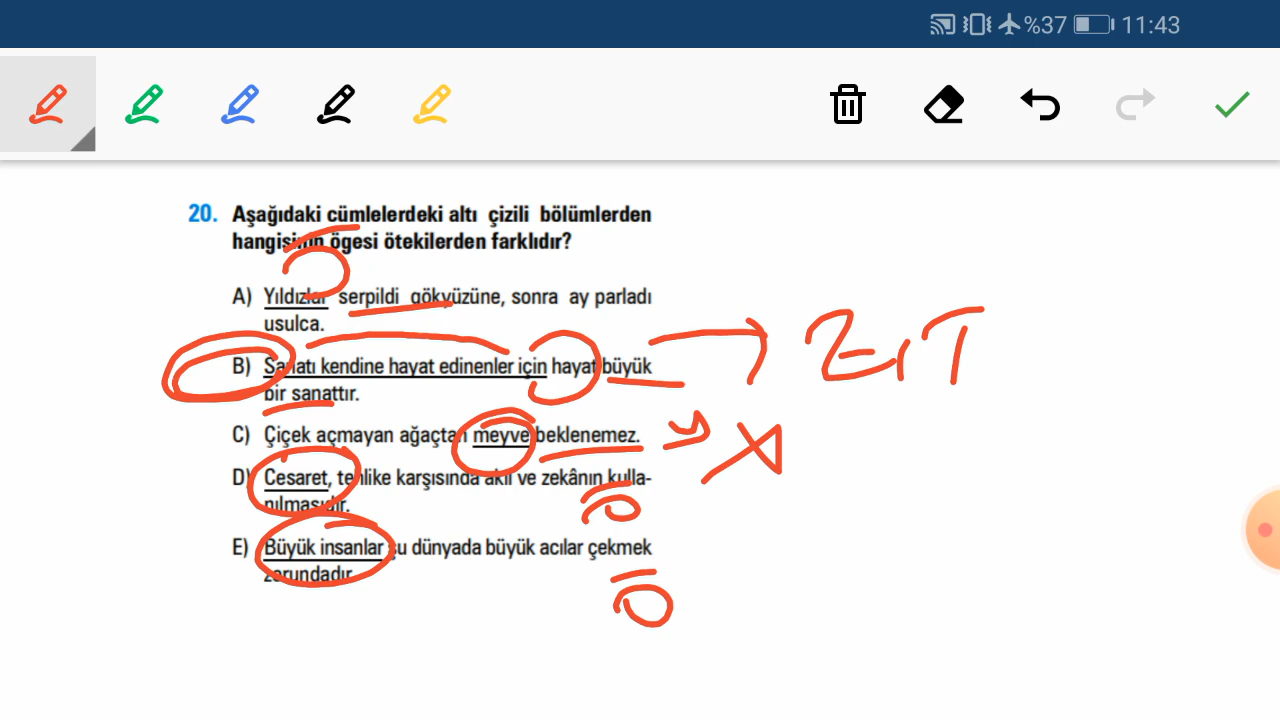 %37 11:43
20. Aşağıdaki cümlelerdeki altı çizili bölümlerden
hangisinin ögesi ötekilerden farklıdır?
A) Yıldızlar serpildi gökyüzüne, sonra ay parladı
usulca.
B) Sanatı kendine hayat edinenler için hayat büyük
bir sanattır.
C) Çiçek açmayan ağaçtan meyve beklenemez.
D) Cesaret, tehlike karşısında akıl ve zekânın kulla-
nılmasıdır.
E) Büyük insanlar şu dünyada büyük acılar çekmek
zorundadır.